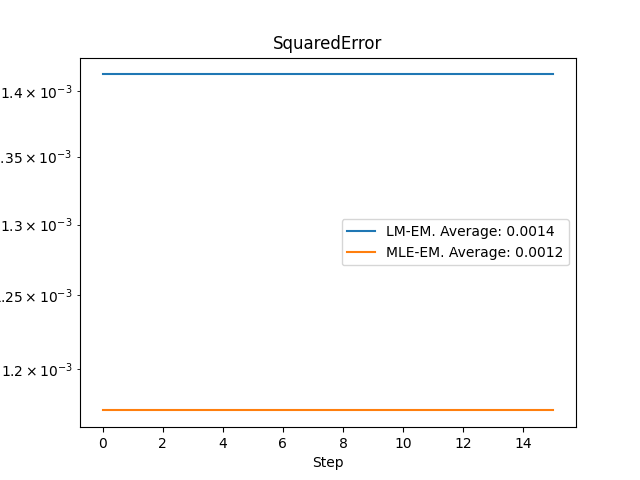 SquaredError
1.4 × 10⁻³
.35 × 10⁻³
1.3 × 10⁻³
.25 × 10⁻³
1.2 × 10⁻³
LM-EM. Average: 0.0014
MLE-EM. Average: 0.0012
0 2 4 6 8 10 12 14
Step